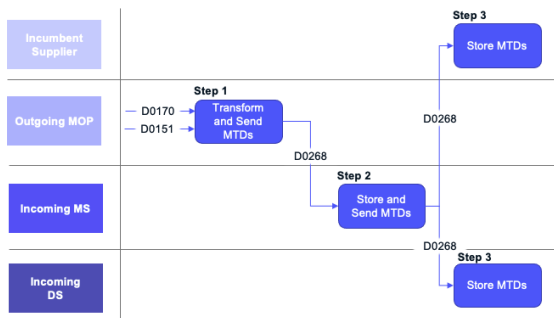 Step 3
Incumbent
Supplier
Store MTDs
Step 1
Outgoing MOP
D0170
D0151
Transform
and Send
MTDs
D0268
D0268
Step 2
Incoming MS
Store and
Send MTDs
D0268
Step 3
Incoming
DS
Store MTDs